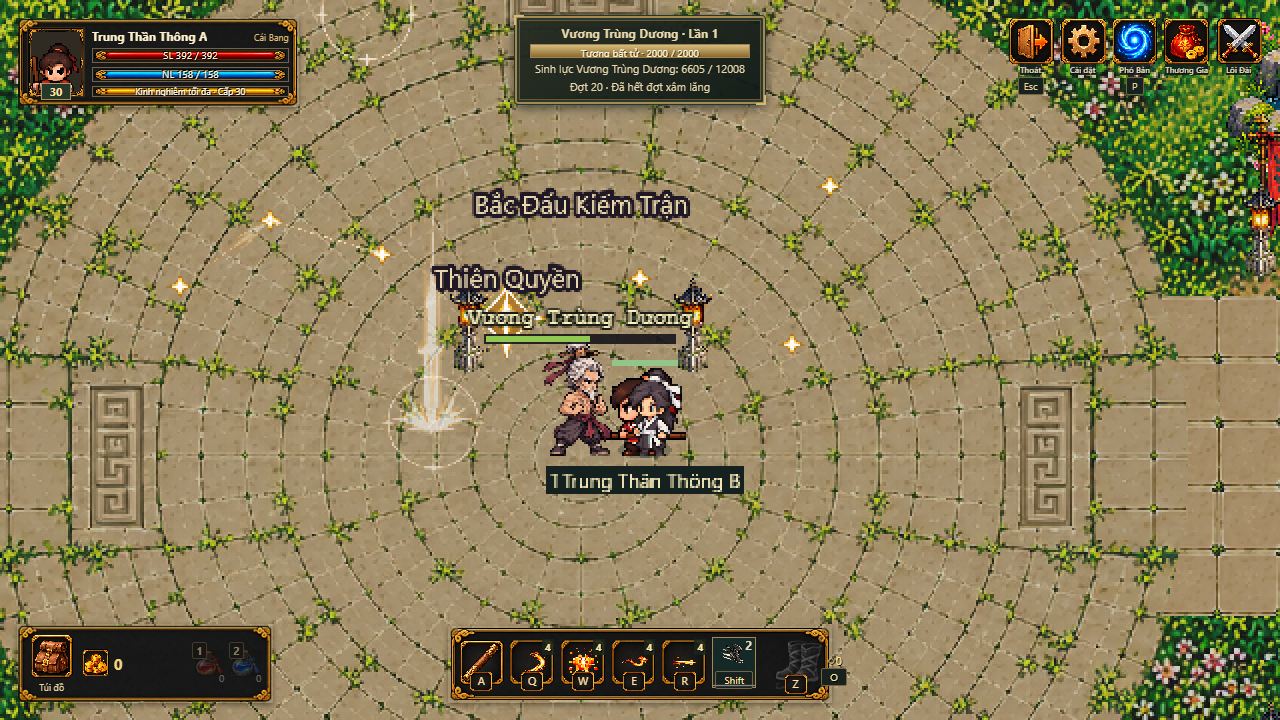 Trung Thần Thông A
Cái Bang
SL 392 / 392
NL 158 / 158
Kinh nghiệm tối đa · Cấp 30
30
Vương Trùng Dương · Lần 1
Tượng bất tử · 2000 / 2000
Sinh lực Vương Trùng Dương: 6605 / 12008
Đợt 20 · Đã hết đợt xâm lăng
Thoát
Cài đặt
Phó Bản
Thương Gia
Lôi Đài
Esc
P
Bắc Đẩu Kiếm Trận
Thiên Quyền
Vương Trùng Dương
Trung Thần Thông B
Túi đồ
0
1
0
2
0
A
4
Q
4
W
4
E
4
R
2
Shift
Z
O